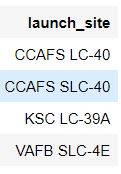 launch_site
CCAFS LC-40
CCAFS SLC-40
KSC LC-39A
VAFB SLC-4E